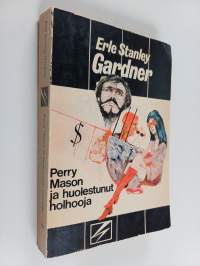 Erle Stanley
Gardner
$
Perry
Mason
ja huolestunut
holhooja